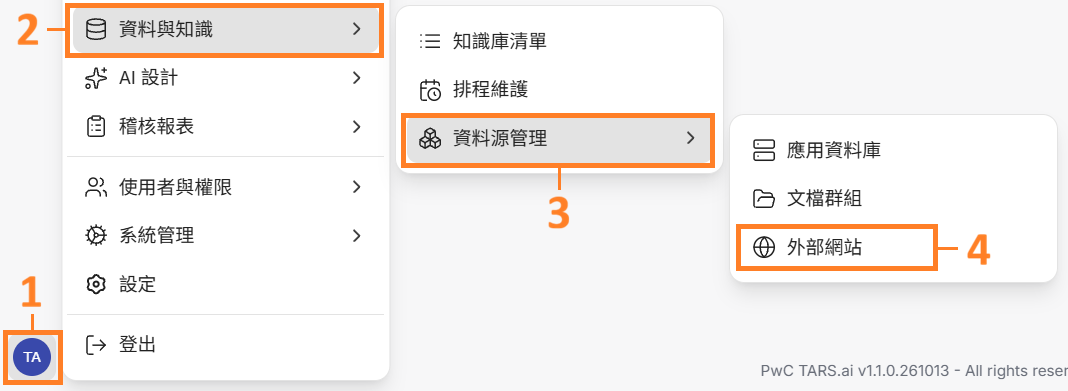 2
資料與知識
AI 設計
稽核報表
使用者與權限
系統管理
設定
登出
1
TA
知識庫清單
排程維護
資料源管理
3
應用資料庫
文檔群組
外部網站
4
PwC TARS.ai v1.1.0.261013 - All rights reser